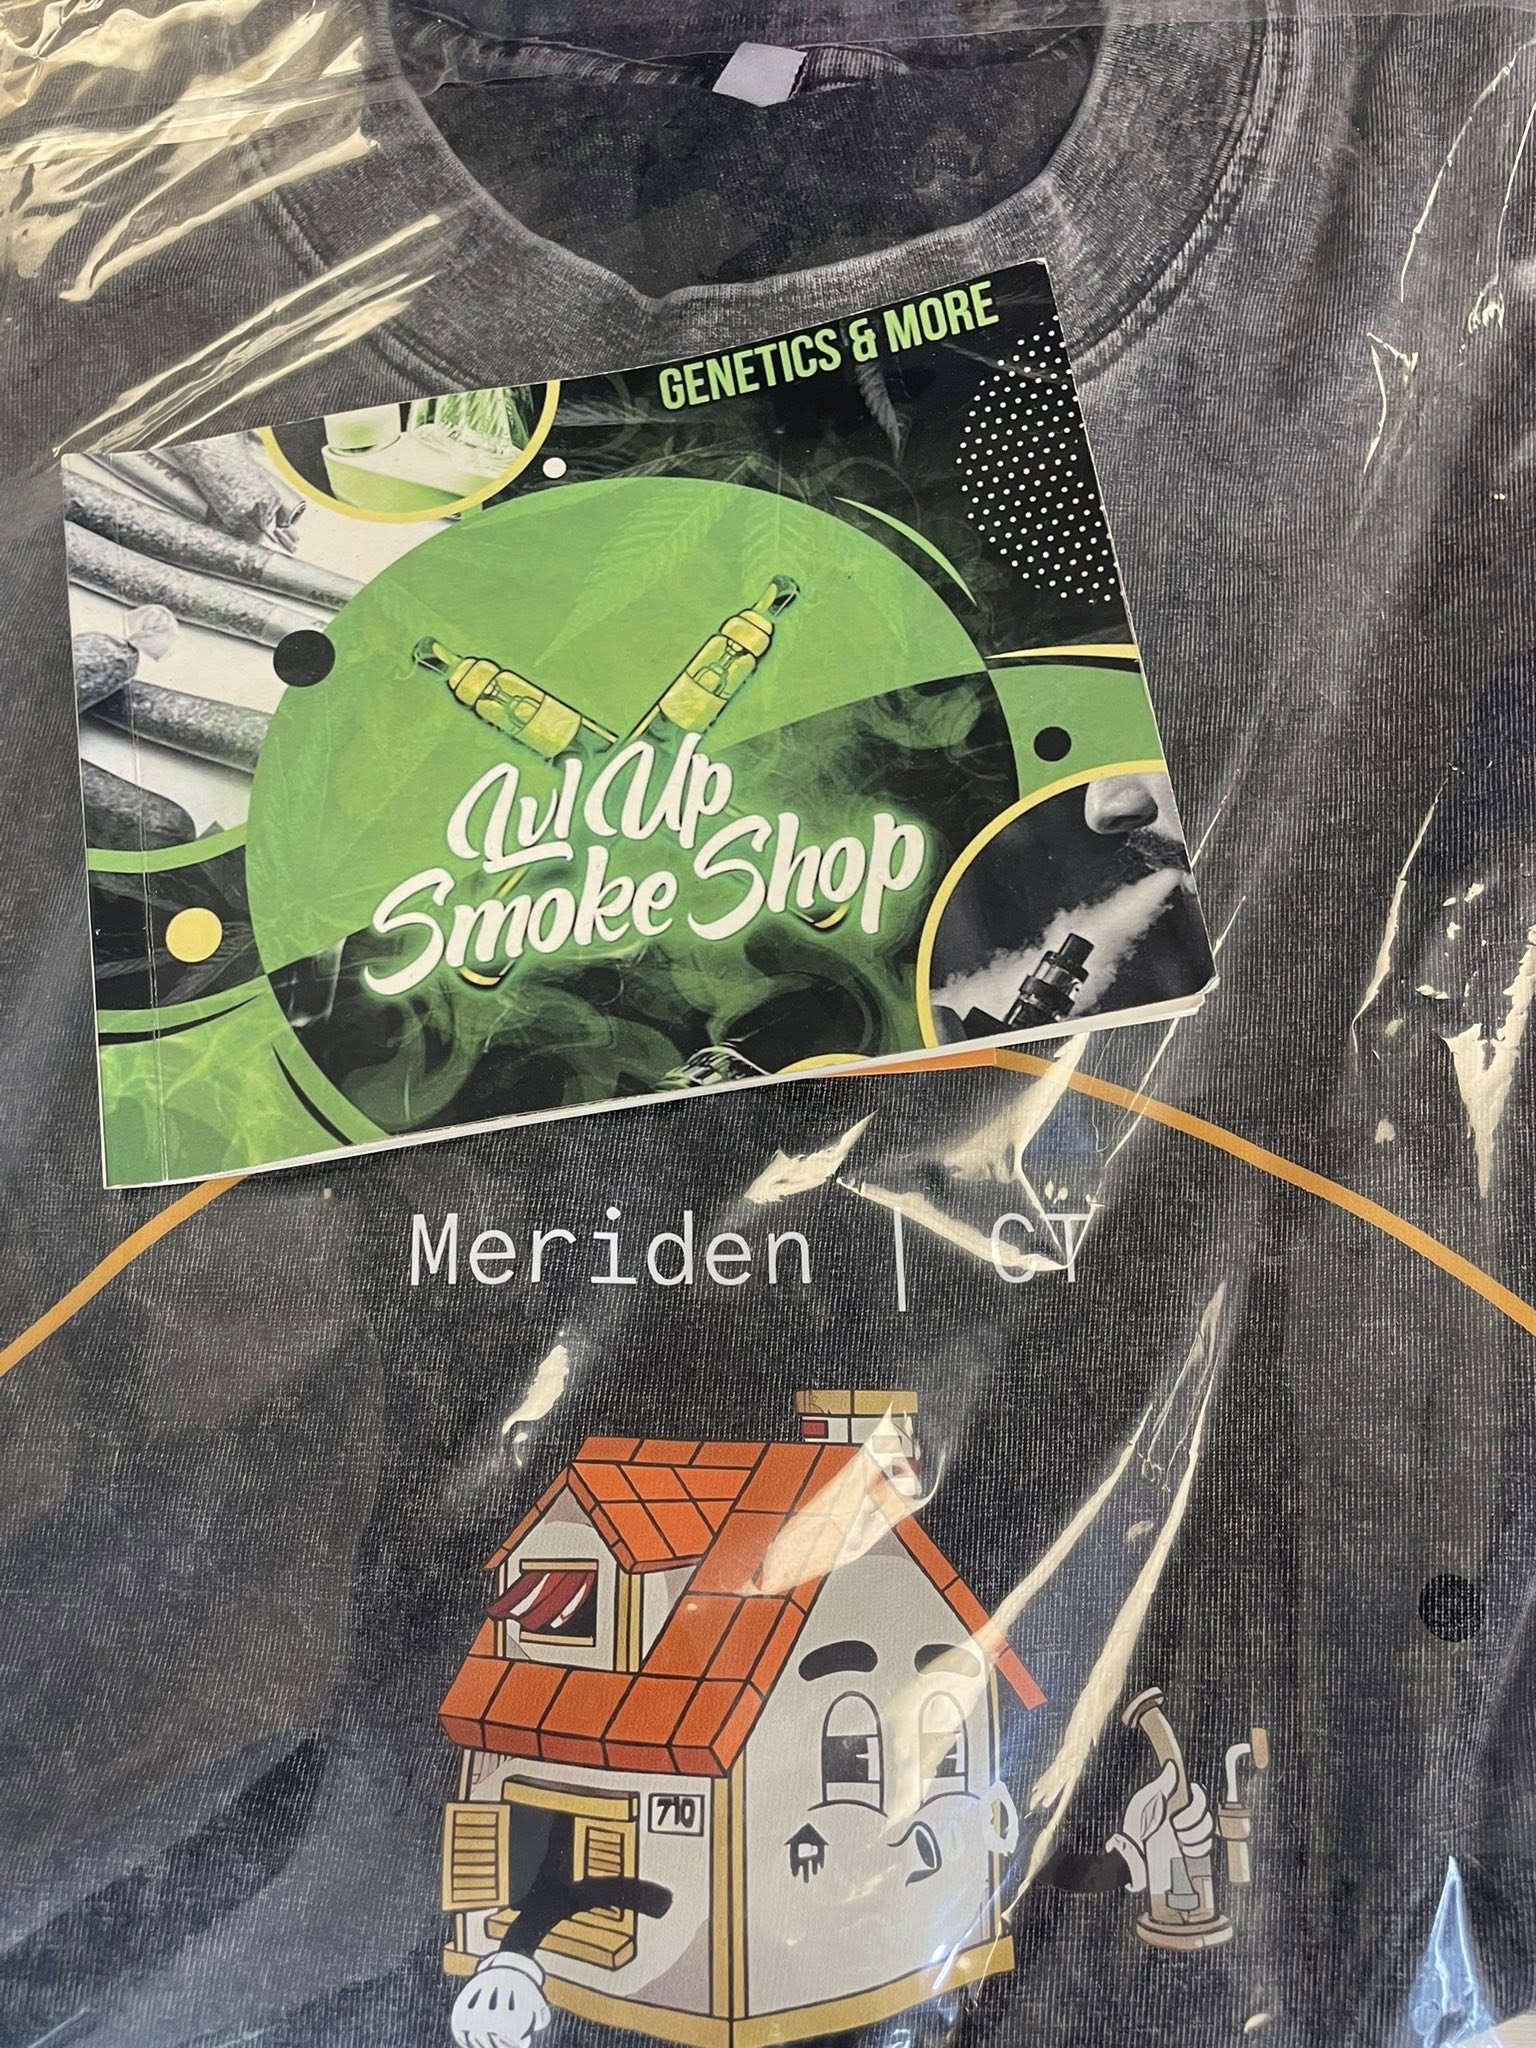 GENETICS & MORE
Lvl Up
Smoke Shop
Meriden | CT
710